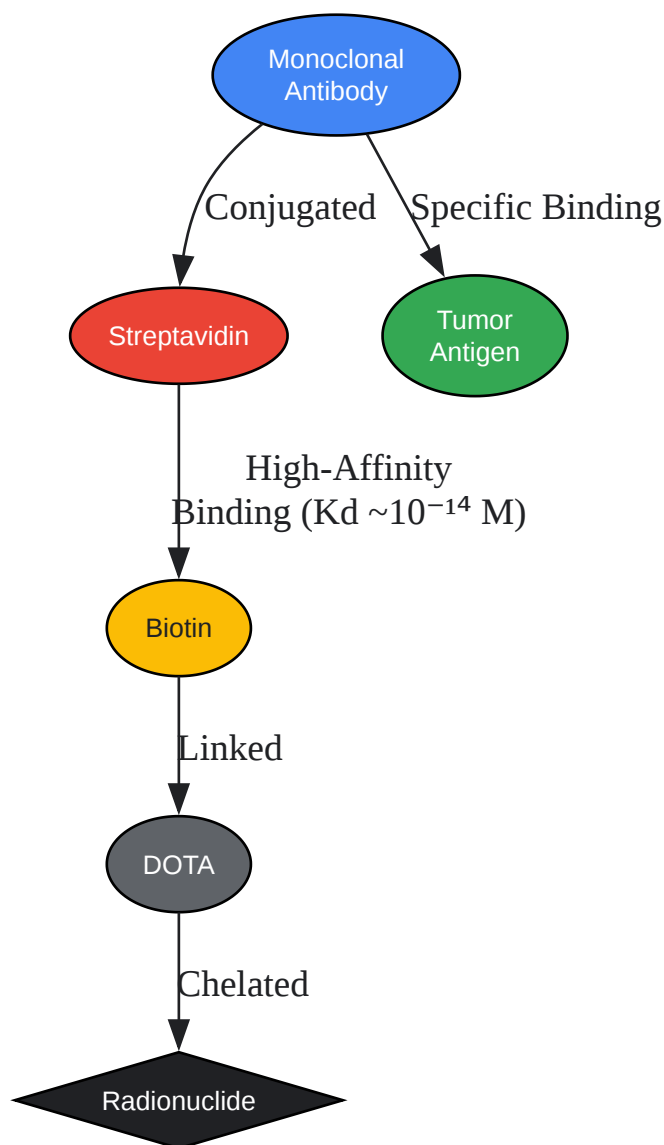 Monoclonal
Antibody
Conjugated
Specific Binding
Streptavidin
Tumor
Antigen
High-Affinity
Binding (Kd ~10⁻¹⁴ M)
Biotin
Linked
DOTA
Chelated
Radionuclide